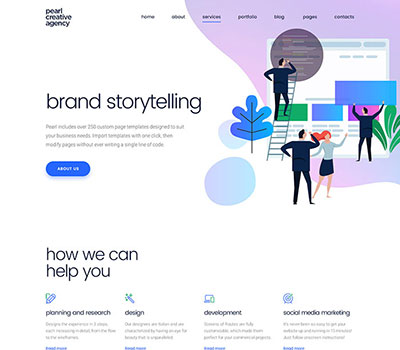 pearl
creative
agency
home about services portfolio blog pages contacts
brand storytelling
Pearl includes over 250 custom page templates designed to suit
your business needs. Import templates with one click, then
modify pages without ever writing a single line of code.
ABOUT US
how we can
help you
planning and research design development social media marketing
Designs the experience in 3 steps,
each increasing in detail, from the flow
to the wireframes.
Our designers are listen and are
characterized by having an eye for
beauty that is unparalleled
Screens of Practice are fully
customizable, which made them
perfect for your commercial projects.
It's never been so easy to get your
website up and running in 15 minutes!
Just follow onscreen instructions!
Read more Read more Read more Read more